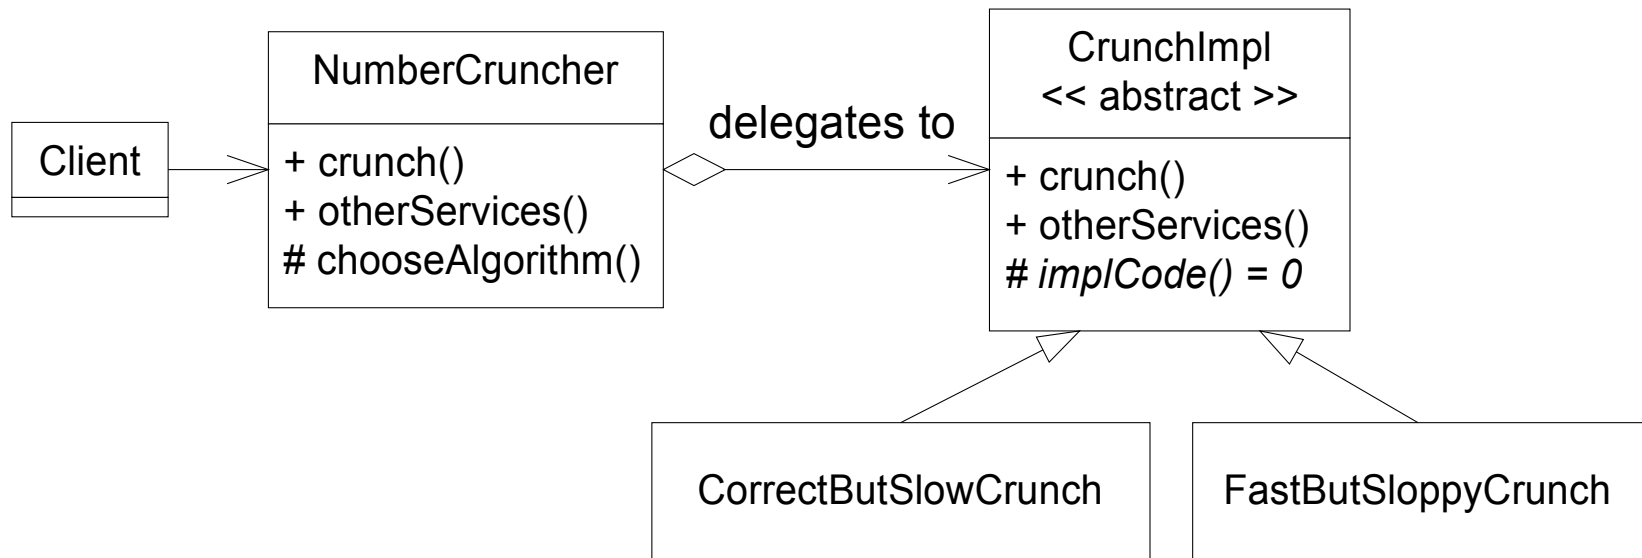 Client
NumberCruncher
+ crunch()
+ otherServices()
# chooseAlgorithm()
delegates to
CrunchImpl
<< abstract >>
+ crunch()
+ otherServices()
# implCode() = 0
CorrectButSlowCrunch
FastButSloppyCrunch